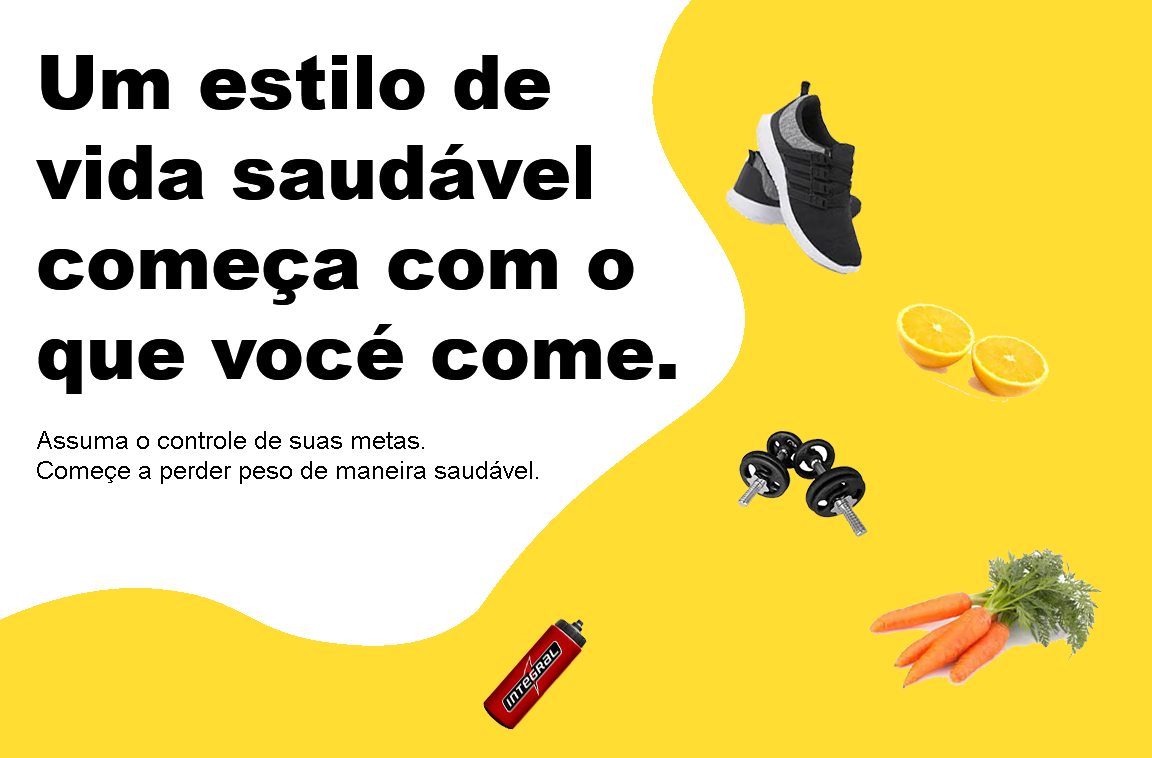 Um estilo de
vida saudável
começa com o
que vocé come.
Assuma o controle de suas metas.
Começe a perder peso de maneira saudável.
INTEGRAL